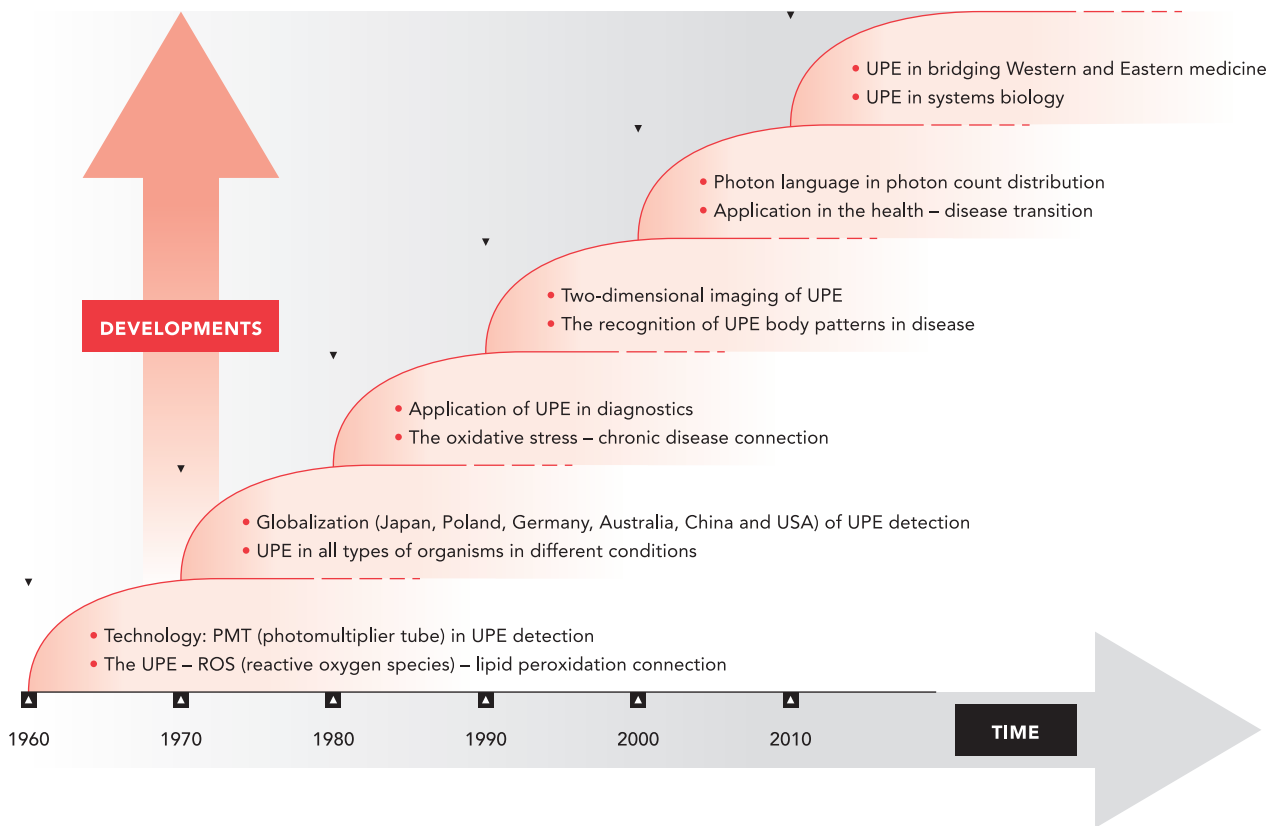 • UPE in bridging Western and Eastern medicine
• UPE in systems biology
• Photon language in photon count distribution
• Application in the health – disease transition
• Two-dimensional imaging of UPE
• The recognition of UPE body patterns in disease
DEVELOPMENTS
• Application of UPE in diagnostics
• The oxidative stress – chronic disease connection
• Globalization (Japan, Poland, Germany, Australia, China and USA) of UPE detection
• UPE in all types of organisms in different conditions
• Technology: PMT (photomultiplier tube) in UPE detection
• The UPE – ROS (reactive oxygen species) – lipid peroxidation connection
1960 1970 1980 1990 2000 2010
TIME